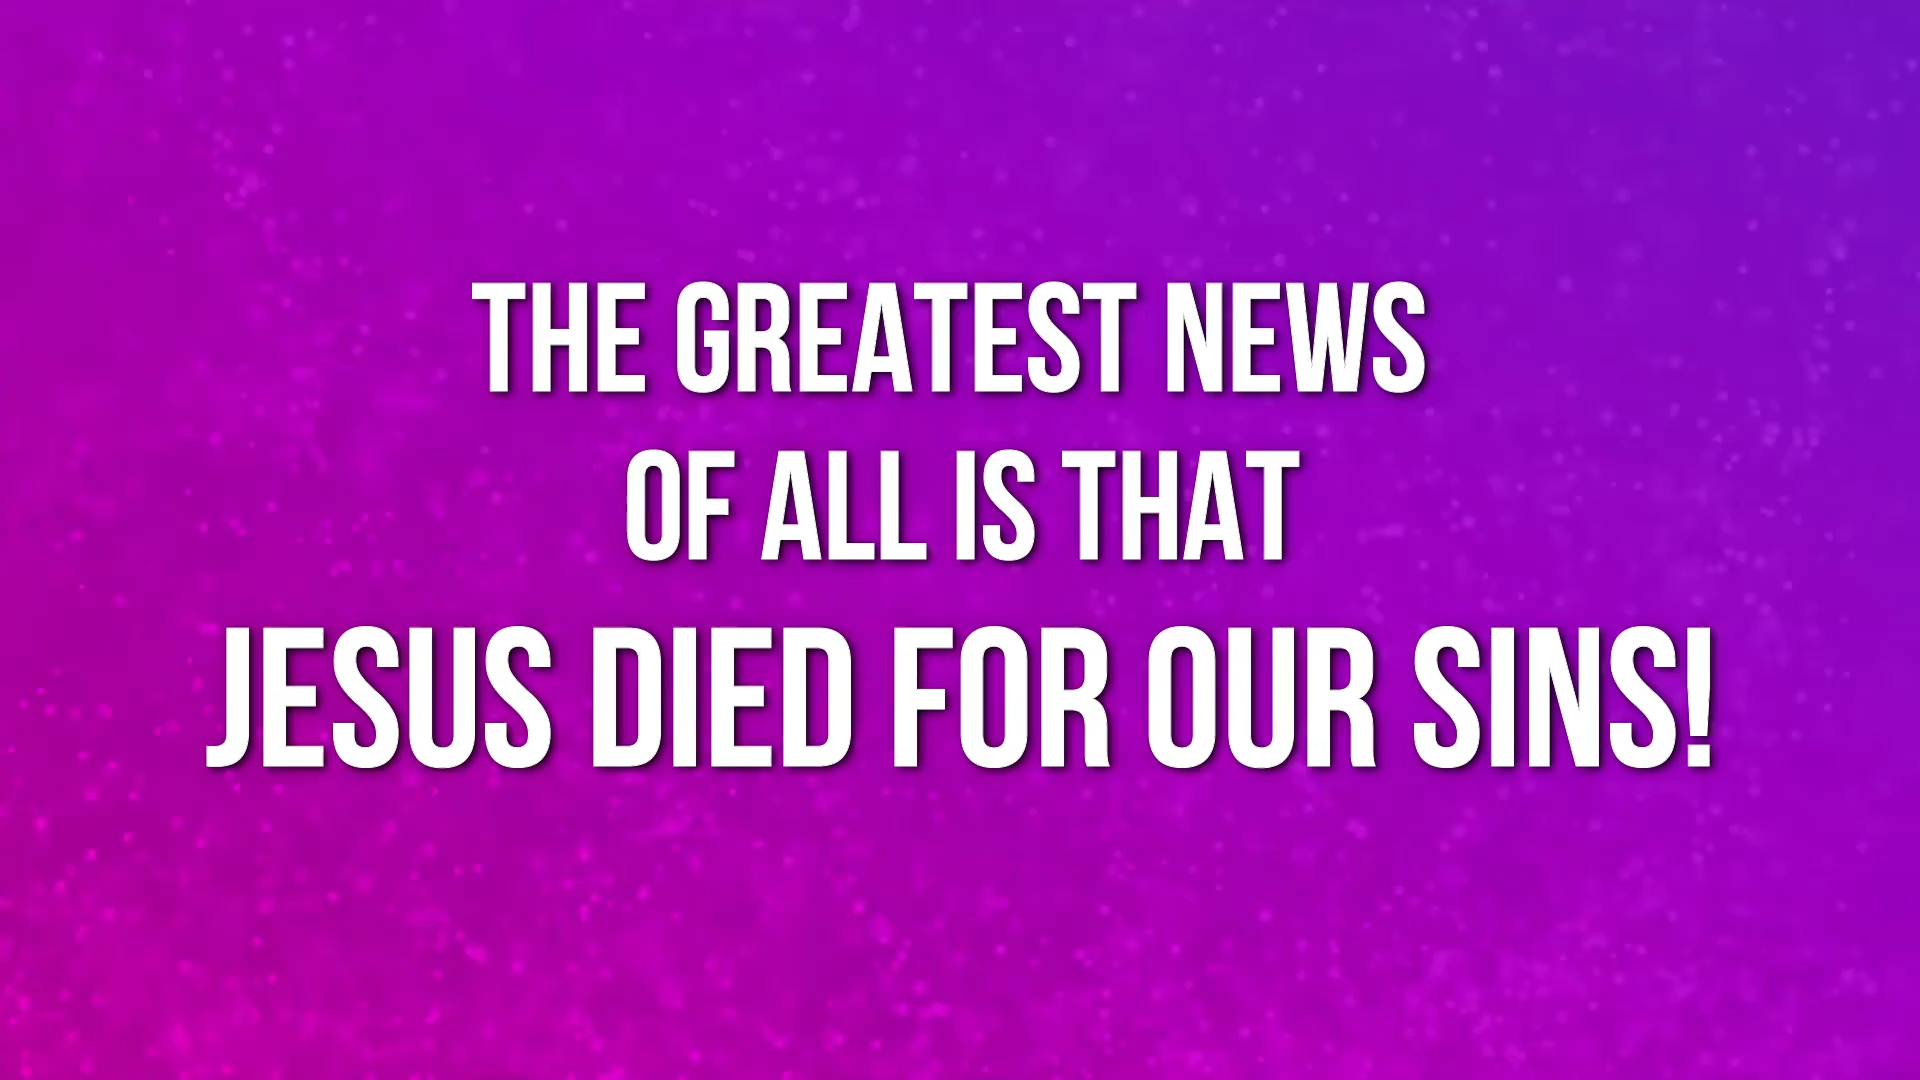 THE GREATEST NEWS
OF ALL IS THAT
JESUS DIED FOR OUR SINS!